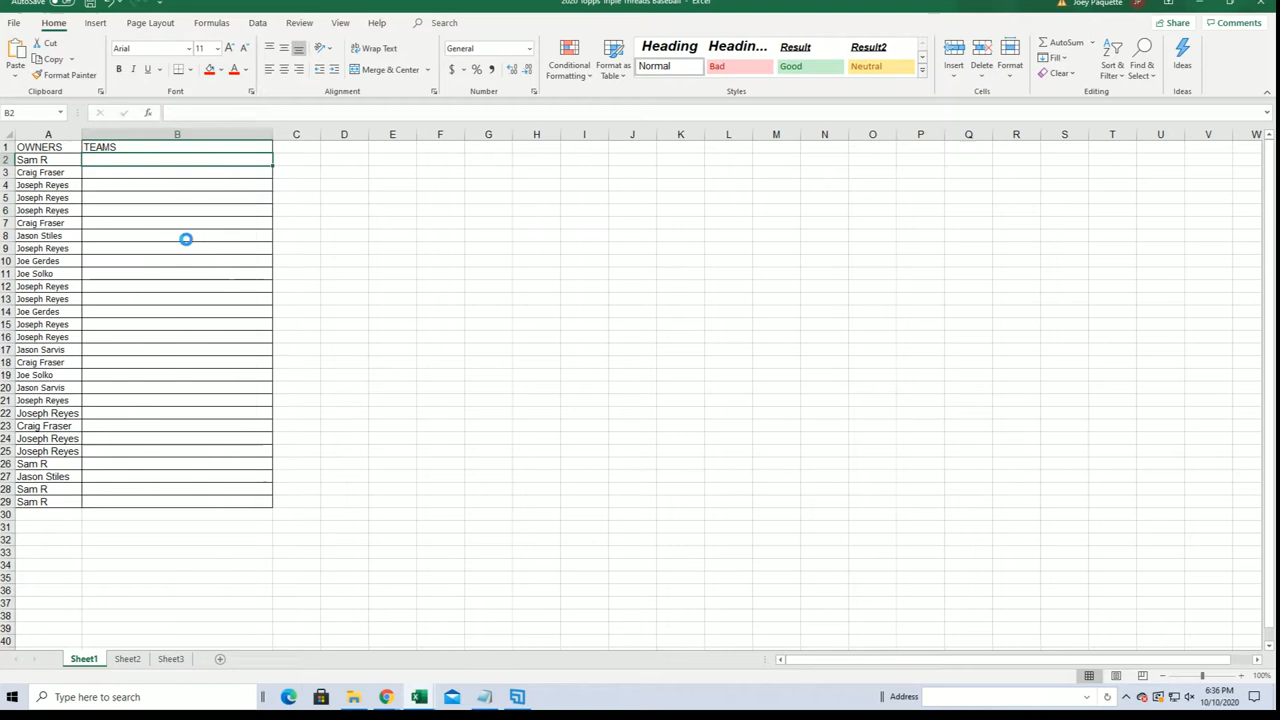 AutoSave Off 2020 Topps Triple Threads Baseball - Excel Joey Paquette JP
File Home Insert Page Layout Formulas Data Review View Help Search Share Comments
Cut Copy Format Painter Paste Clipboard
Arial 11 A A B I U A Font
Wrap Text Merge & Center Alignment
General $ % , Number
Conditional Formatting Format as Table
Heading Headin... Result Result2
Normal Bad Good Neutral Styles
Insert Delete Format Cells
AutoSum Fill Clear Sort & Filter Find & Select Editing
Ideas Ideas
B2 fx
A B C D E F G H I J K L M N O P Q R S T U V W
1 OWNERS TEAMS
2 Sam R
3 Craig Fraser
4 Joseph Reyes
5 Joseph Reyes
6 Joseph Reyes
7 Craig Fraser
8 Jason Stiles
9 Joseph Reyes
10 Joe Gerdes
11 Joe Solko
12 Joseph Reyes
13 Joseph Reyes
14 Joe Gerdes
15 Joseph Reyes
16 Joseph Reyes
17 Jason Sarvis
18 Craig Fraser
19 Joe Solko
20 Jason Sarvis
21 Joseph Reyes
22 Joseph Reyes
23 Craig Fraser
24 Joseph Reyes
25 Joseph Reyes
26 Sam R
27 Jason Stiles
28 Sam R
29 Sam R
30
31
32
33
34
35
36
37
38
39
40
Sheet1 Sheet2 Sheet3
100%
Type here to search Address 6:36 PM
10/10/2020